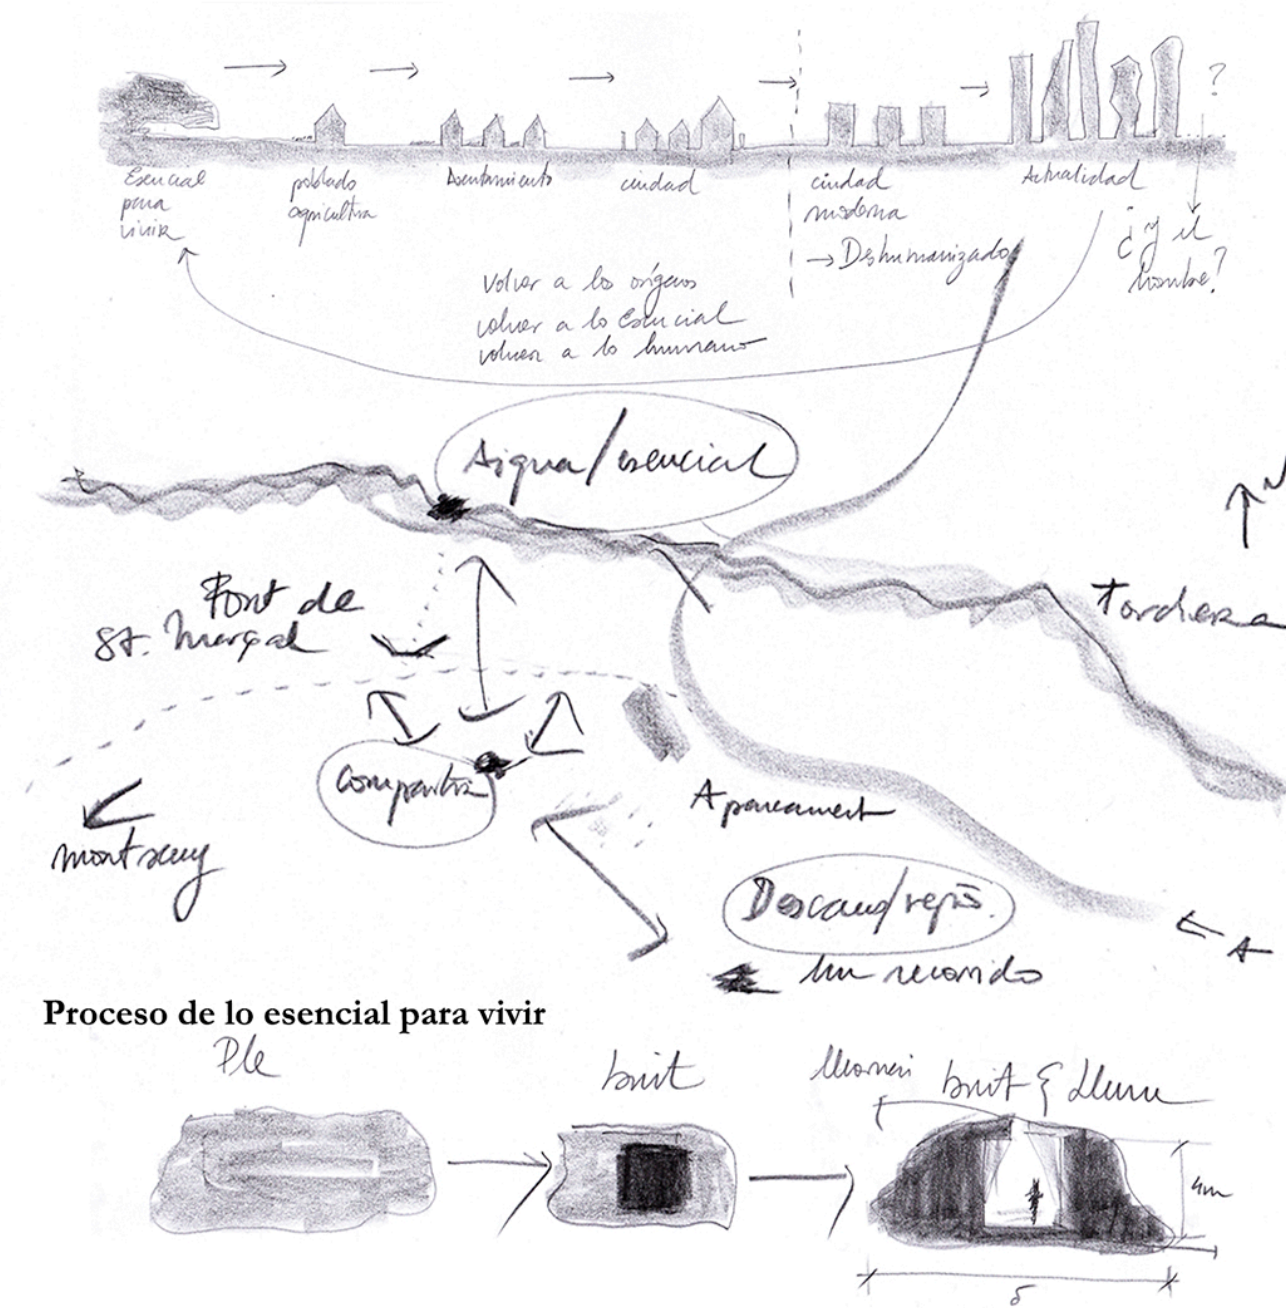 Esencial
para
vivir
poblado
agricultura
Asentamiento
ciudad
ciudad
moderna
→ Deshumanizado
Actualidad
?
¿y el
hombre?
Volver a los orígenes
volver a lo Esencial
volver a lo humano
Aigua/esencial
N
Font de
St. Marçal
Tordera
Compartir
Montseny
Aparcament
Descans/repòs.
un recorrido
A
Proceso de lo esencial para vivir
Ple
buit
buit & Llum
4m
5